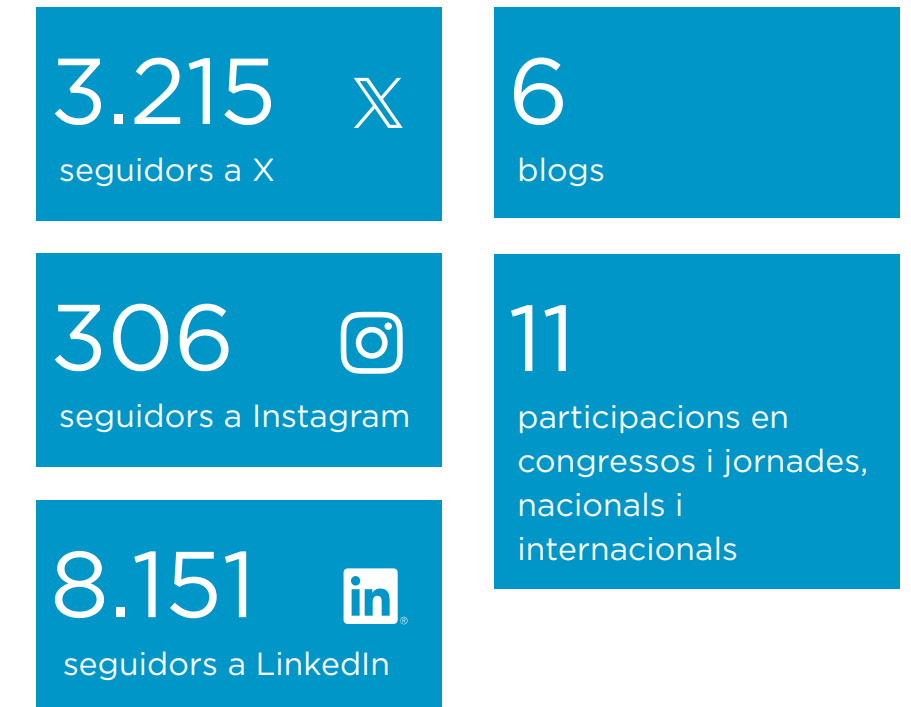 3.215
seguidors a X
306
seguidors a Instagram
8.151
in
®
seguidors a LinkedIn
6
blogs
11
participacions en
congressos i jornades,
nacionals i
internacionals